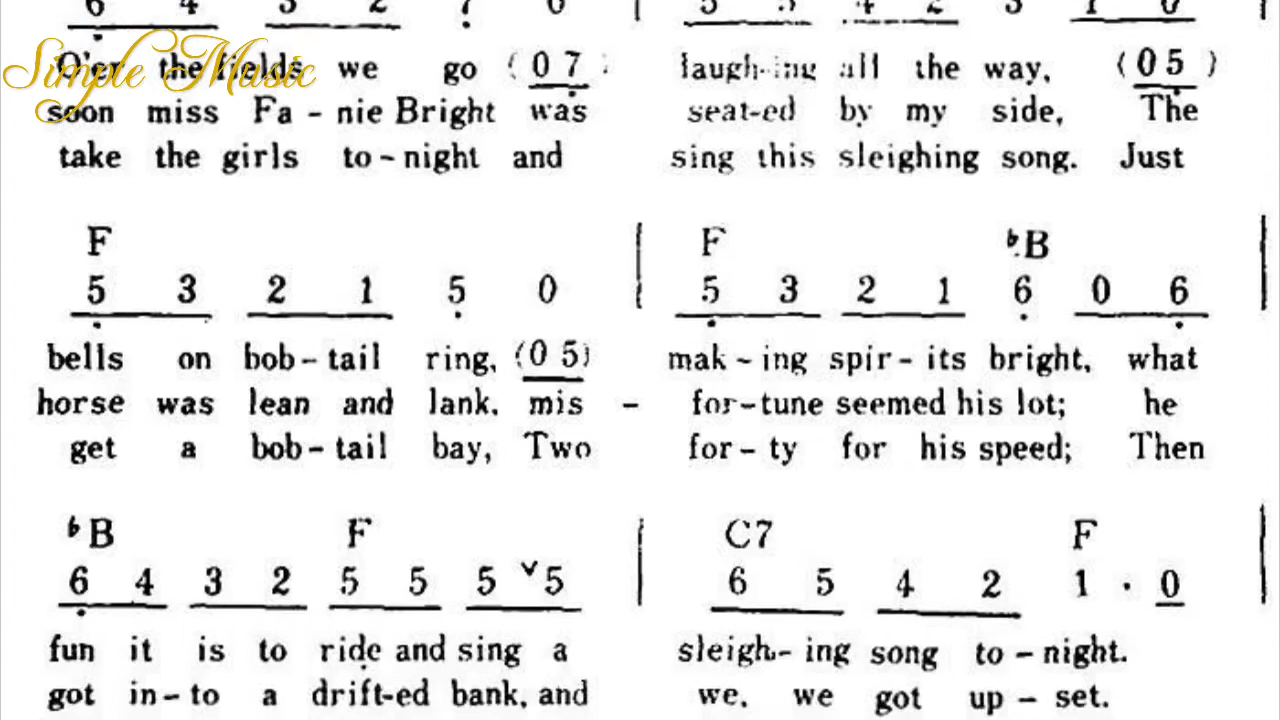 6 4 3 2 7 0 5 5 4 2 3 1 0
Simple Music
O'er the fields we go (0 7) laugh-ing all the way, (0 5)
soon miss Fa - nie Bright was seat-ed by my side, The
take the girls to-night and sing this sleighing song. Just
F F ♭B
5 3 2 1 5 0 5 3 2 1 6 0 6
bells on bob-tail ring, (0 5) mak - ing spir - its bright, what
horse was lean and lank. mis - for-tune seemed his lot; he
get a bob-tail bay, Two for - ty for his speed; Then
♭B F C7 F
6 4 3 2 5 5 5 ˅5 6 5 4 2 1 . 0
fun it is to ride and sing a sleigh- ing song to - night.
got in-to a drift-ed bank, and we, we got up - set.